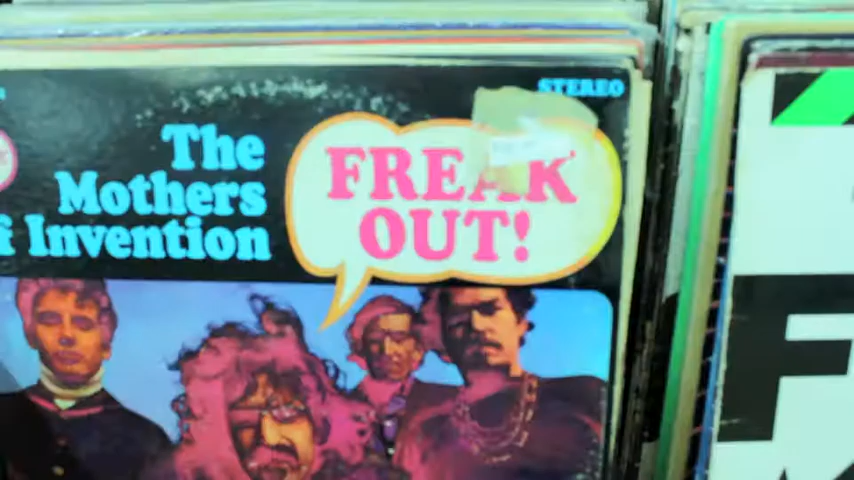 STEREO
The
Mothers
f Invention
FREAK
OUT!
F